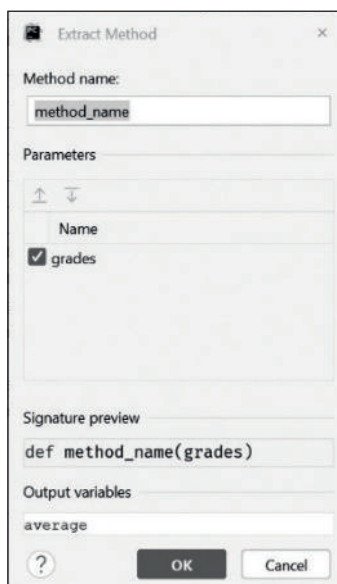 Extract Method
Method name:
method_name
Parameters
Name
grades
Signature preview
def method_name(grades)
Output variables
average
?
OK
Cancel